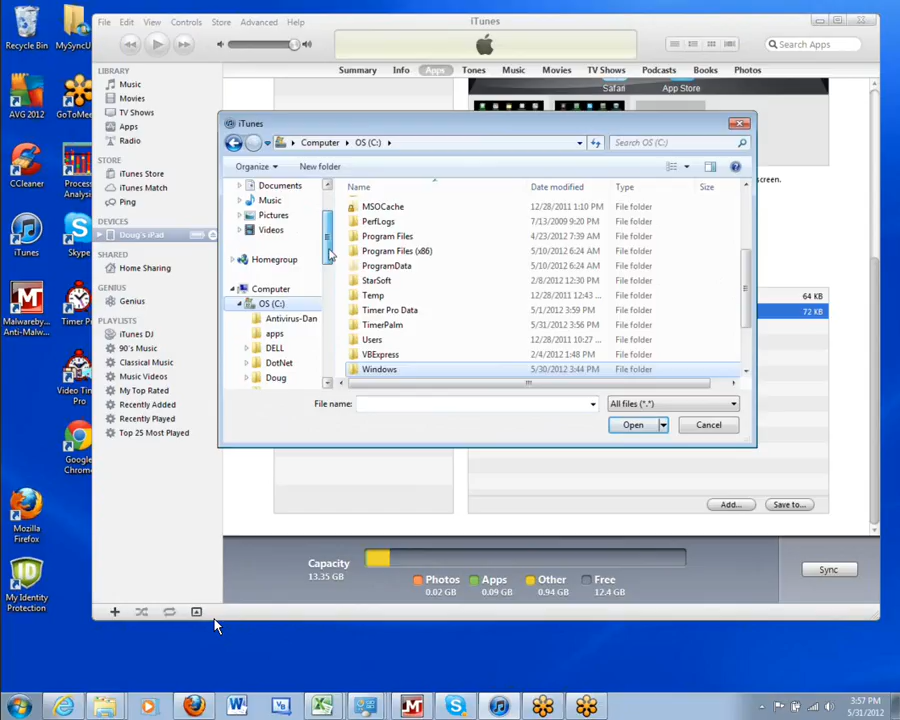 Recycle Bin
MySyncU
AVG 2012
GoToMe
CCleaner
Process
Analysis
iTunes
Skype
Malwareby
Anti-Malw
Timer P
Video Tim
P
Google
Chrom
Mozilla
Firefox
My Identity
Protection
File Edit View Controls Store Advanced Help
iTunes
Search Apps
LIBRARY
Music
Movies
TV Shows
Apps
Radio
STORE
iTunes Store
iTunes Match
Ping
DEVICES
Doug's iPad
SHARED
Home Sharing
GENIUS
Genius
PLAYLISTS
iTunes DJ
90's Music
Classical Music
Music Videos
My Top Rated
Recently Added
Recently Played
Top 25 Most Played
Summary Info Apps Tones Music Movies TV Shows Podcasts Books Photos
Safari App Store
screen.
64 KB
72 KB
iTunes
Computer OS (C:)
Search OS (C:)
Organize New folder
Documents
Music
Pictures
Videos
Homegroup
Computer
OS (C:)
Antivirus-Dan
apps
DELL
DotNet
Doug
Name Date modified Type Size
MSOCache 12/28/2011 1:10 PM File folder
PerfLogs 7/13/2009 9:20 PM File folder
Program Files 4/23/2012 7:39 AM File folder
Program Files (x86) 5/10/2012 6:24 AM File folder
ProgramData 5/10/2012 6:24 AM File folder
StarSoft 2/8/2012 12:30 PM File folder
Temp 12/28/2011 12:43 ... File folder
Timer Pro Data 5/1/2012 3:59 PM File folder
TimerPalm 5/31/2012 3:56 PM File folder
Users 12/28/2011 10:27 ... File folder
VBExpress 2/4/2012 1:48 PM File folder
Windows 5/30/2012 3:44 PM File folder
File name: All files (*.*)
Open Cancel
Add... Save to...
Capacity
13.35 GB
Photos
0.02 GB
Apps
0.09 GB
Other
0.94 GB
Free
12.4 GB
Sync
3:57 PM
5/31/2012